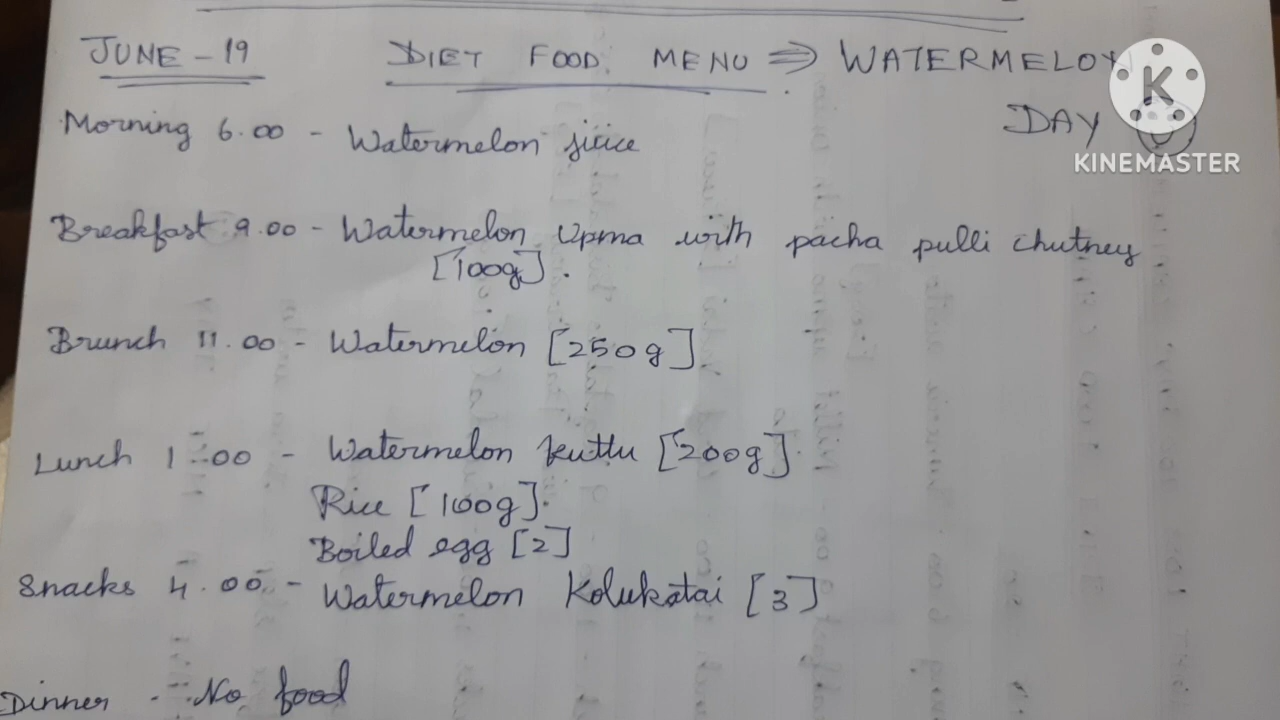 JUNE - 19 DIET FOOD MENU ⇒ WATERMELON
DAY
KINEMASTER
Morning 6.00 - Watermelon juice
Breakfast 9.00 - Watermelon Upma with pacha pulli chutney
[100g].
Brunch 11.00 - Watermelon [250g]
Lunch 1.00 - Watermelon kuttu [200g].
Rice [100g].
Boiled egg [2]
Snacks 4.00 - Watermelon Kolukatai [3]
Dinner - No food